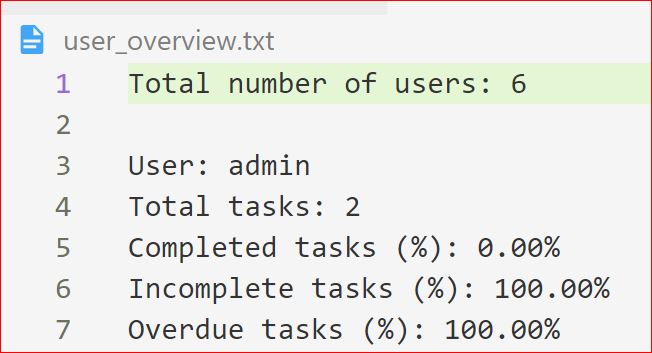 user_overview.txt
1 Total number of users: 6
2
3 User: admin
4 Total tasks: 2
5 Completed tasks (%): 0.00%
6 Incomplete tasks (%): 100.00%
7 Overdue tasks (%): 100.00%